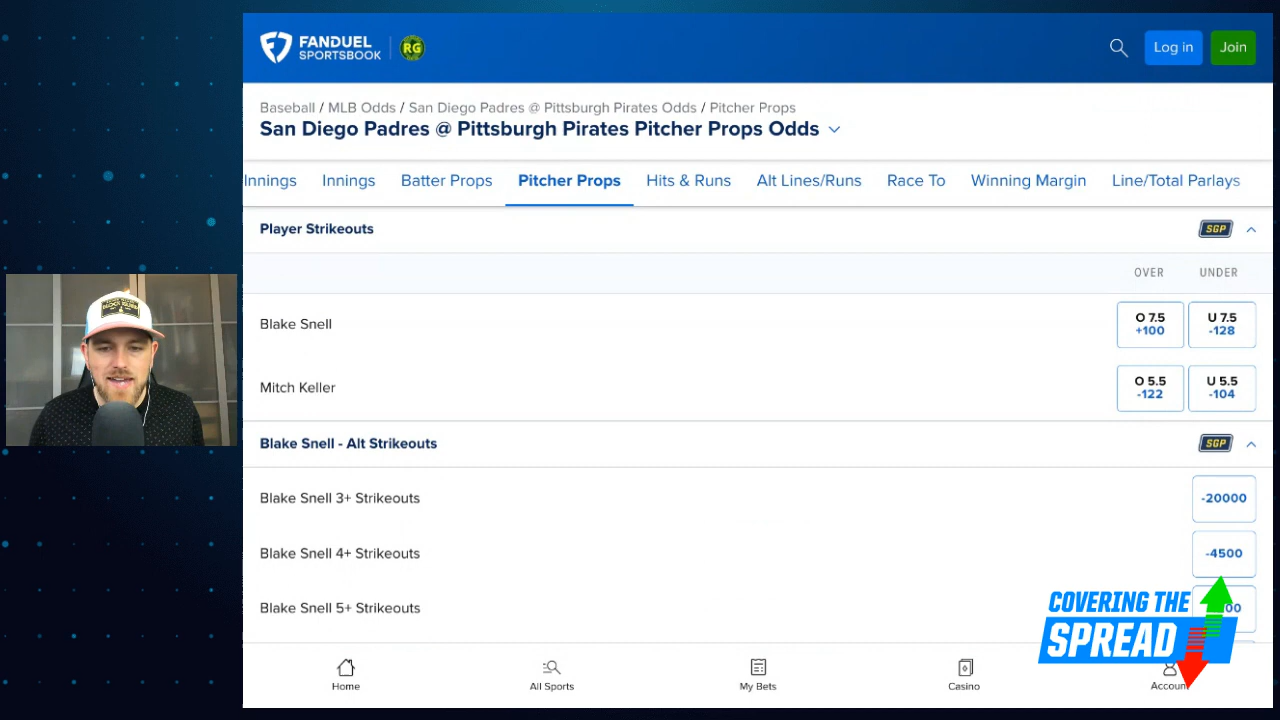 FANDUEL
SPORTSBOOK
RG
Log in
Join
Baseball / MLB Odds / San Diego Padres @ Pittsburgh Pirates Odds / Pitcher Props
San Diego Padres @ Pittsburgh Pirates Pitcher Props Odds
Innings Innings Batter Props Pitcher Props Hits & Runs Alt Lines/Runs Race To Winning Margin Line/Total Parlays
Player Strikeouts SGP
OVER UNDER
Blake Snell
O 7.5 U 7.5
+100 -128
Mitch Keller
O 5.5 U 5.5
-122 -104
Blake Snell - Alt Strikeouts SGP
Blake Snell 3+ Strikeouts -20000
Blake Snell 4+ Strikeouts -4500
Blake Snell 5+ Strikeouts
COVERING THE
SPREAD
Home All Sports My Bets Casino Account